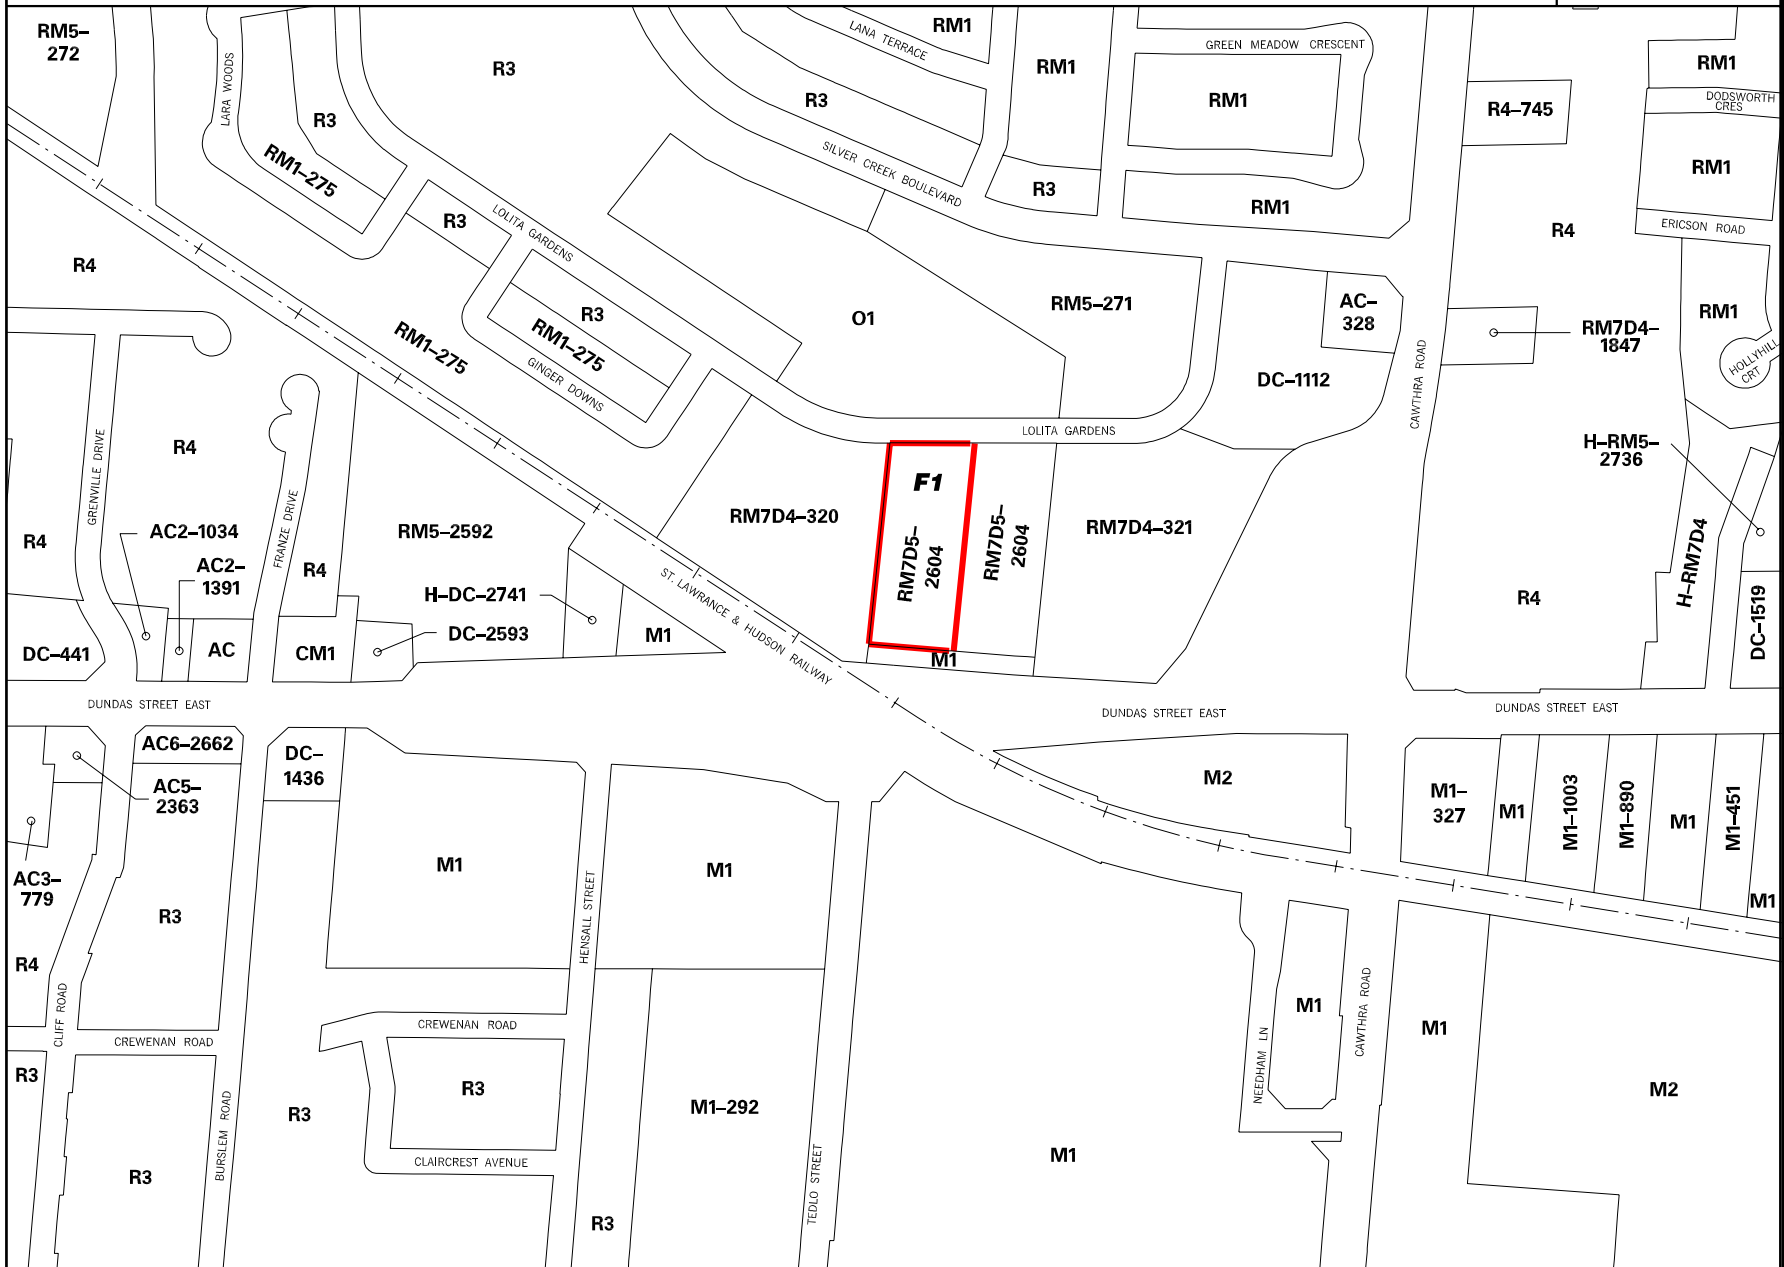 RM5–
272
LARA WOODS
R3
R3
RM1–275
R3
LANA TERRACE
RM1
RM1
GREEN MEADOW CRESCENT
RM1
R4–745
RM1
DODSWORTH
CRES
RM1
R3
SILVER CREEK BOULEVARD
R3
RM1
R4
ERICSON ROAD
R4
R3
LOLITA GARDENS
R3
RM1–275
GINGER DOWNS
RM1–275
O1
RM5–271
AC–
328
DC–1112
CAWTHRA ROAD
RM7D4–
1847
RM1
HOLLYHILL
CRT
LOLITA GARDENS
H–RM5–
2736
R4
GRENVILLE DRIVE
R4
AC2–1034
AC2–
1391
FRANZE DRIVE
R4
RM5–2592
H–DC–2741
DC–2593
M1
ST. LAWRANCE & HUDSON RAILWAY
RM7D4–320
F1
RM7D5–
2604
RM7D5–
2604
RM7D4–321
M1
R4
H–RM7D4
DC–1519
DC–441
AC
CM1
DUNDAS STREET EAST
DUNDAS STREET EAST
DUNDAS STREET EAST
AC6–2662
AC5–
2363
DC–
1436
AC3–
779
R4
R3
M1
HENSALL STREET
M1
M2
M1–
327
M1
M1–1003
M1–890
M1
M1–451
M1
CLIFF ROAD
CREWENAN ROAD
CREWENAN ROAD
R3
R3
BURSLEM ROAD
R3
R3
CLAIRCREST AVENUE
R3
M1–292
TEDLO STREET
M1
NEEDHAM LN
M1
CAWTHRA ROAD
M1
M2